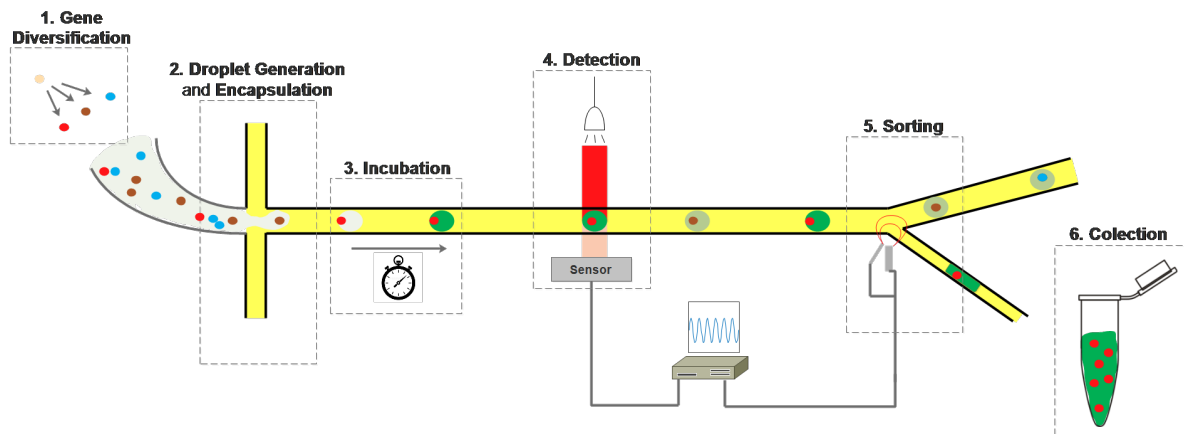 1. Gene
Diversification
2. Droplet Generation
and Encapsulation
3. Incubation
4. Detection
Sensor
5. Sorting
6. Colection